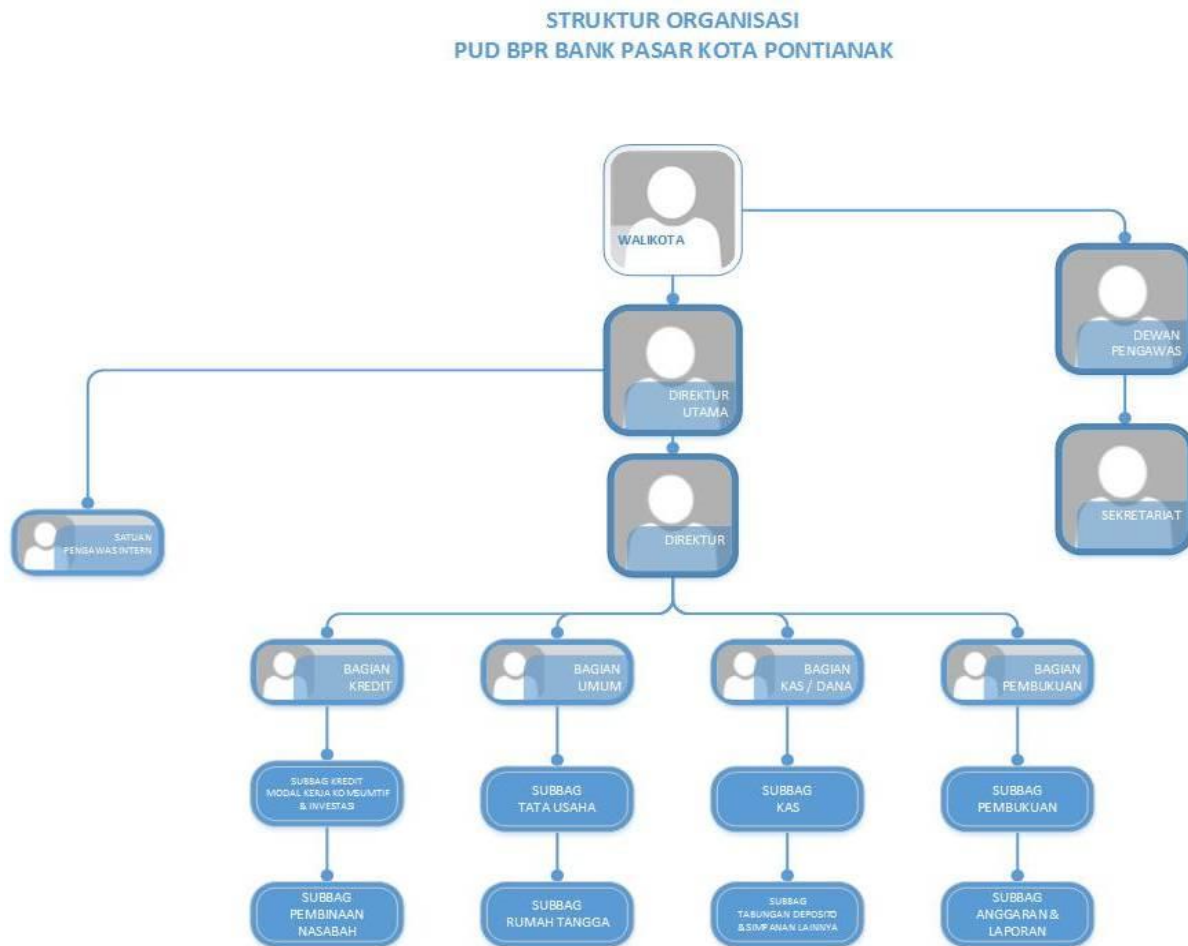 STRUKTUR ORGANISASI
PUD BPR BANK PASAR KOTA PONTIANAK
WALIKOTA
DEWAN
PENGAWAS
DIREKTUR
UTAMA
SEKRETARIAT
SATUAN
PENGAWAS INTERN
DIREKTUR
BAGIAN
KREDIT
BAGIAN
UMUM
BAGIAN
KAS / DANA
BAGIAN
PEMBUKUAN
SUBBAG KREDIT
MODAL KERJA KOMSUMTIF
& INVESTASI
SUBBAG
TATA USAHA
SUBBAG
KAS
SUBBAG
PEMBUKUAN
SUBBAG
PEMBINAAN
NASABAH
SUBBAG
RUMAH TANGGA
SUBBAG
TABUNGAN DEPOSITO
& SIMPANAN LAINNYA
SUBBAG
ANGGARAN &
LAPORAN